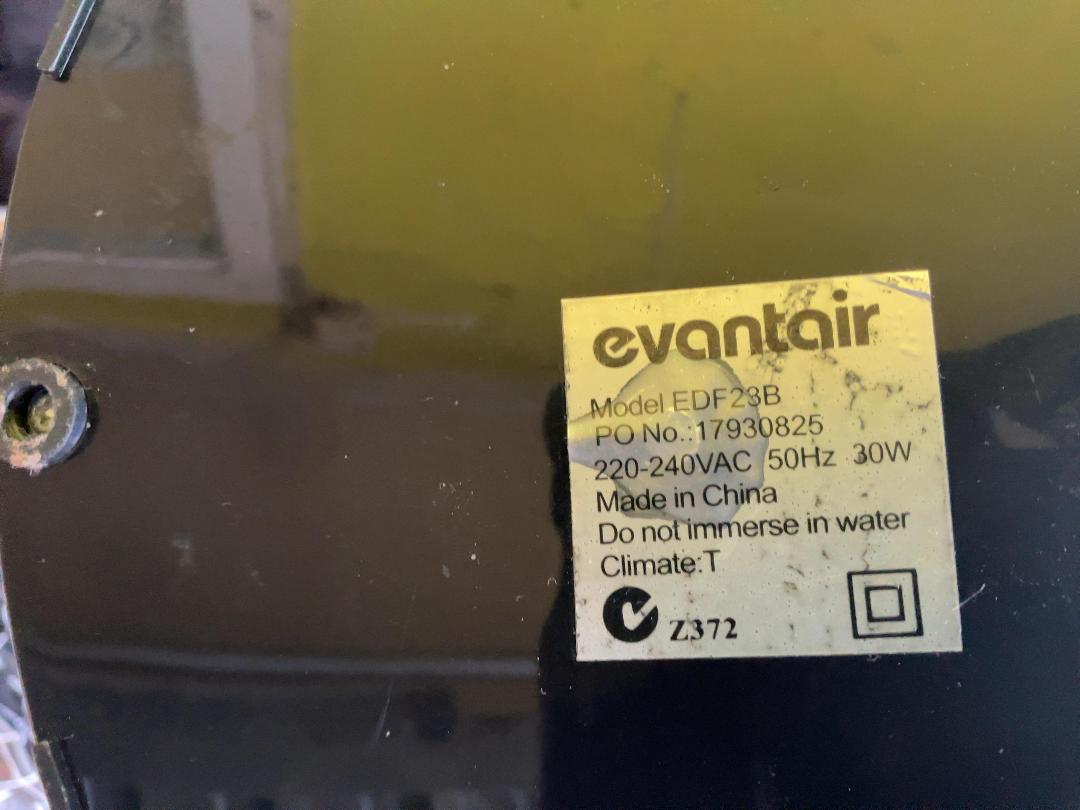 evantair
Model EDF23B
PO No.:17930825
220-240VAC 50Hz 30W
Made in China
Do not immerse in water
Climate:T
Z372